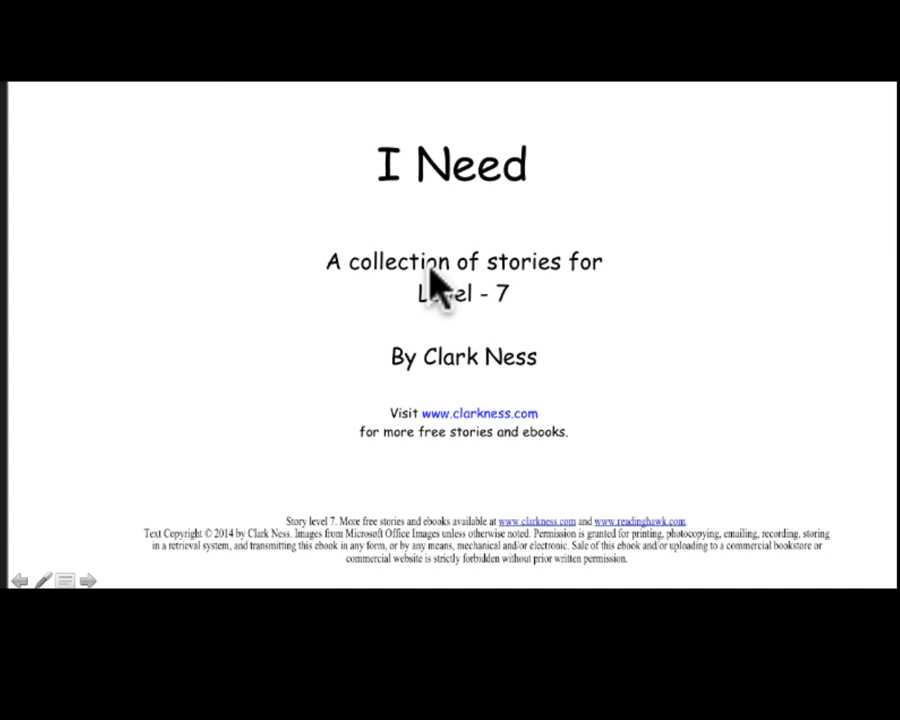 I Need
A collection of stories for
Level - 7
By Clark Ness
Visit www.clarkness.com
for more free stories and ebooks.
Story level 7. More free stories and ebooks available at www.clarkness.com and www.readinghawk.com.
Text Copyright © 2014 by Clark Ness. Images from Microsoft Office Images unless otherwise noted. Permission is granted for printing, photocopying, emailing, recording, storing
in a retrieval system, and transmitting this ebook in any form, or by any means, mechanical and/or electronic. Sale of this ebook and/or uploading to a commercial bookstore or
commercial website is strictly forbidden without prior written permission.